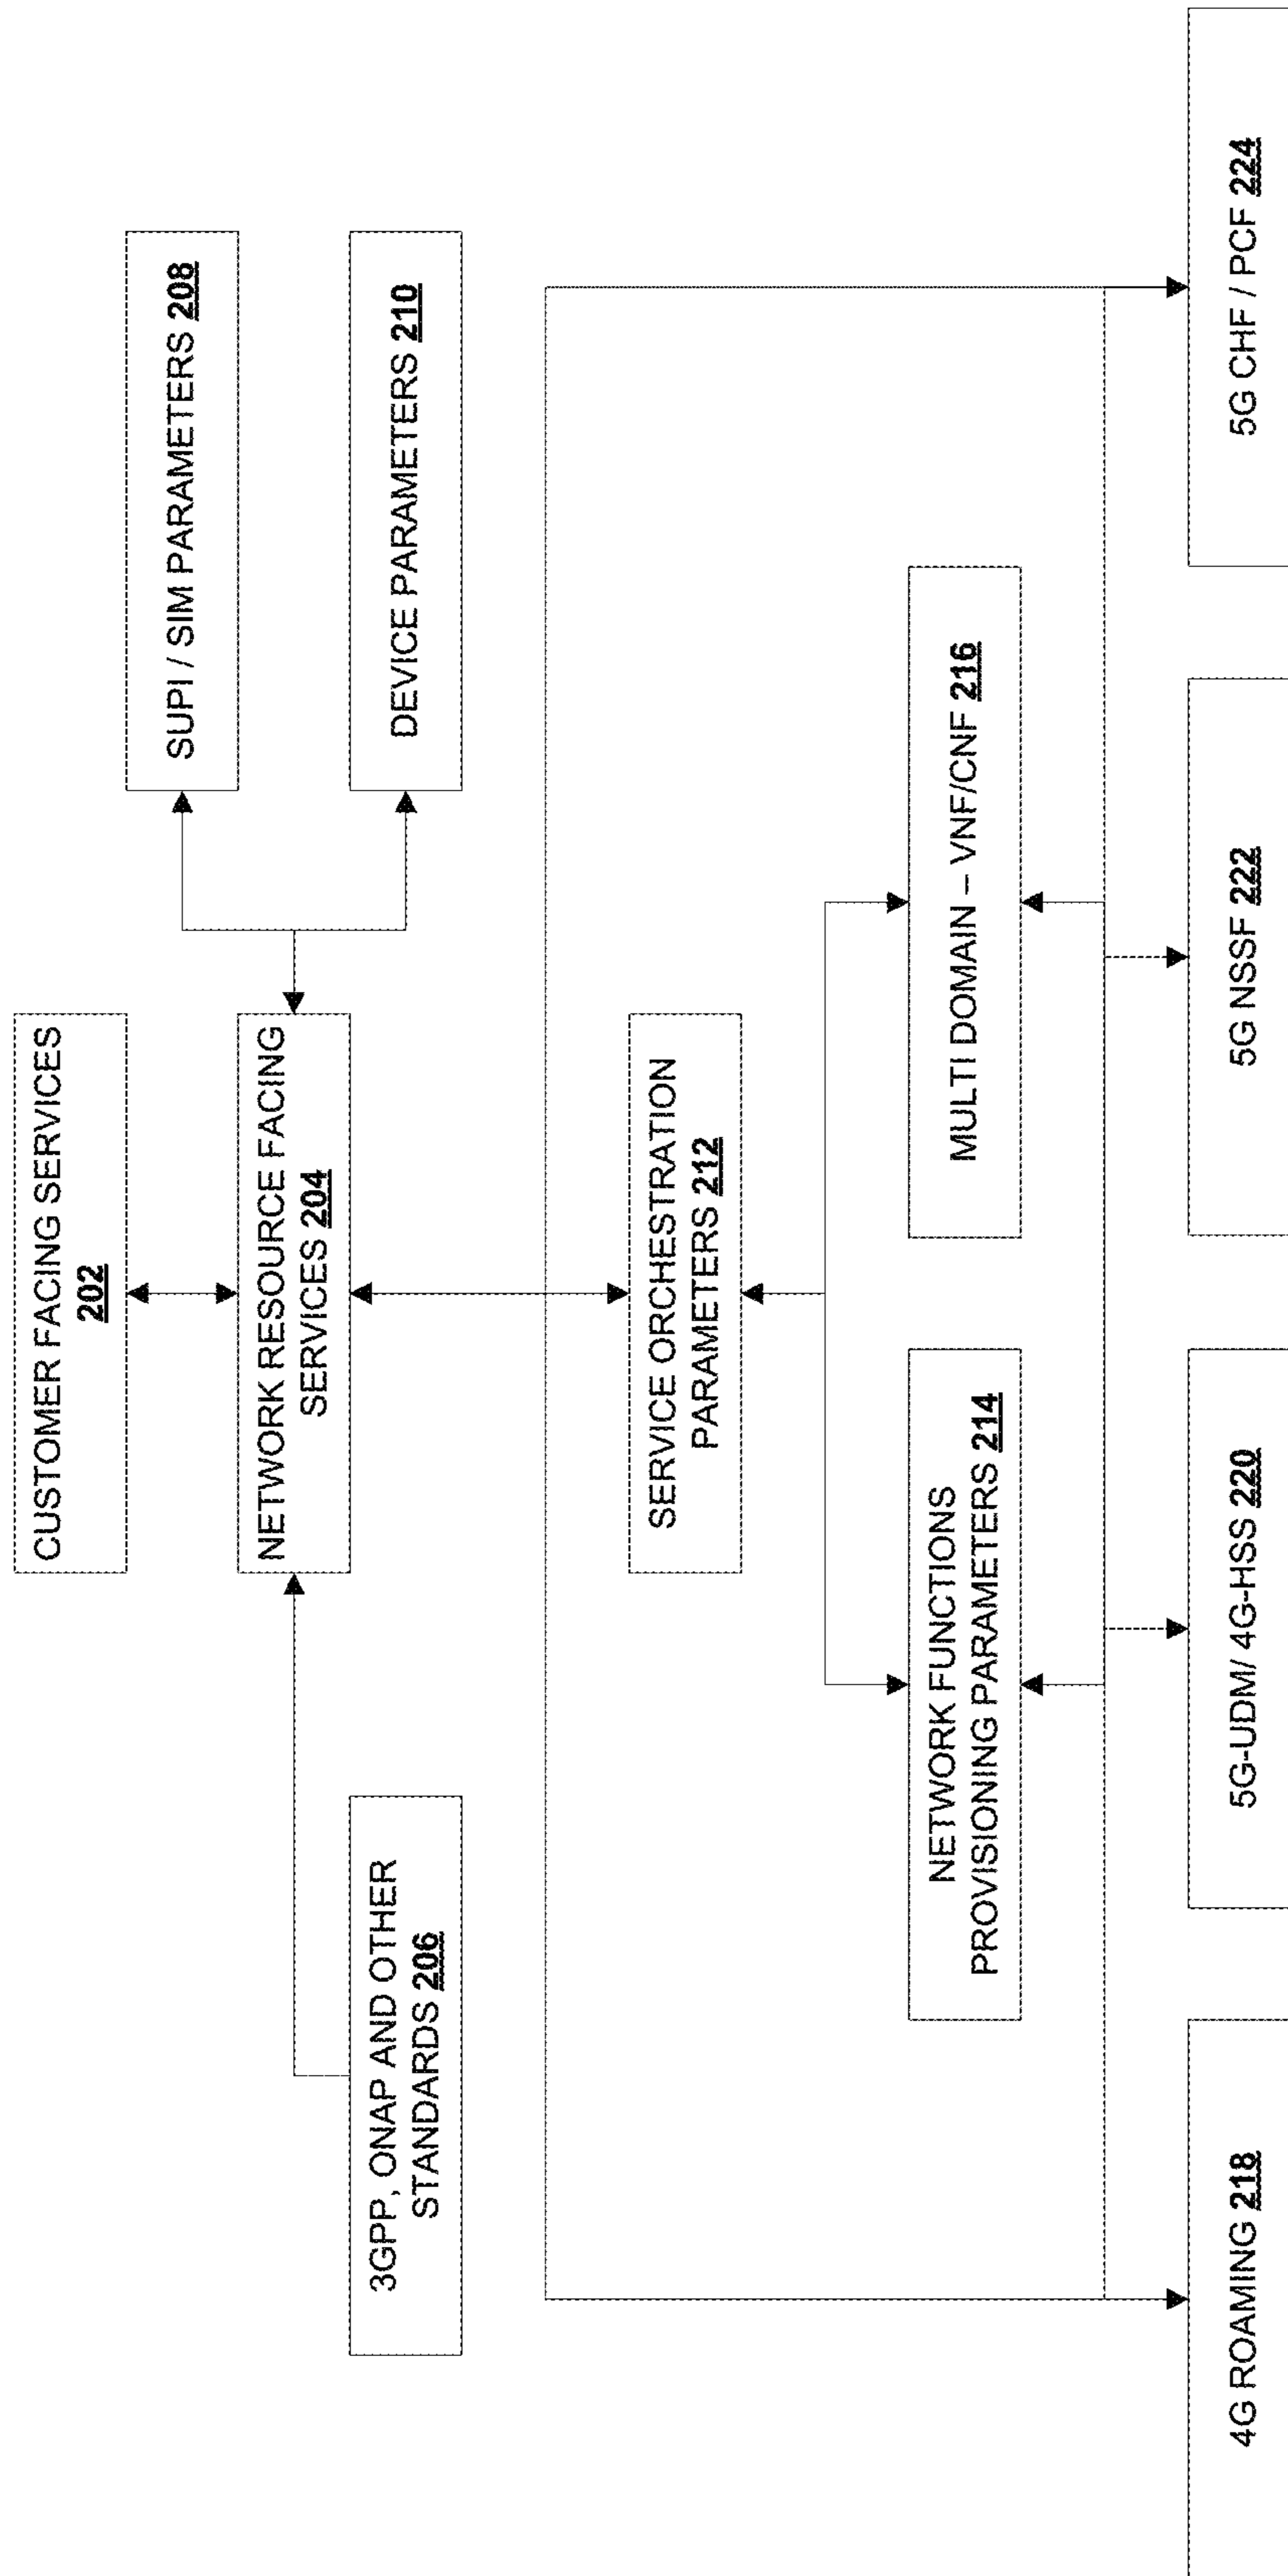 CUSTOMER FACING SERVICES
202
NETWORK RESOURCE FACING
SERVICES 204
3GPP, ONAP AND OTHER
STANDARDS 206
SUPI / SIM PARAMETERS 208
DEVICE PARAMETERS 210
SERVICE ORCHESTRATION
PARAMETERS 212
NETWORK FUNCTIONS
PROVISIONING PARAMETERS 214
MULTI DOMAIN – VNF/CNF 216
4G ROAMING 218
5G-UDM/ 4G-HSS 220
5G NSSF 222
5G CHF / PCF 224